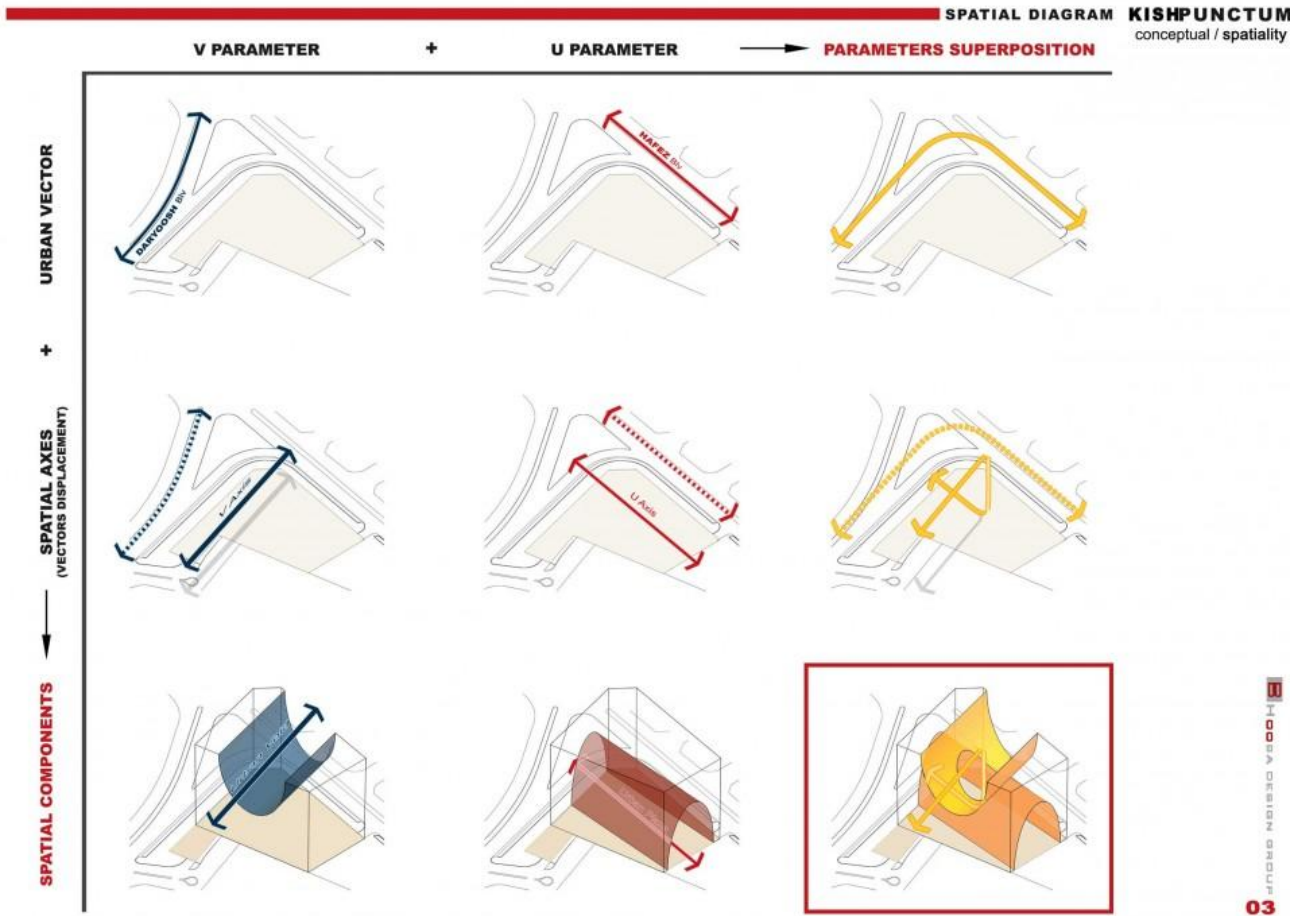 SPATIAL DIAGRAM KISHPUNCTUM
conceptual / spatiality
V PARAMETER + U PARAMETER PARAMETERS SUPERPOSITION
URBAN VECTOR
DARYOOSH Blv
HAFEZ Blv
+
SPATIAL AXES
(VECTORS DISPLACEMENT)
V Axis
U Axis
SPATIAL COMPONENTS
DESIGN GROUP
03